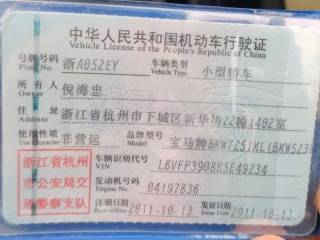 中华人民共和国机动车行驶证
Vehicle License of the People's Republic of China
号牌号码 浙A052EY 车辆类型 小型轿车
Plate No. Vehicle Type
所有人 倪海忠
Owner
住址 浙江省杭州市下城区新华坊22幢1402室
Address
使用性质 非营运 品牌型号 宝马牌BMW7251
Use Character
浙江省杭州
市公安局交
通警察支队
车辆识别代号 LBVFP3908BSE49234
VIN
发动机号码 04197836
Engine No.
注册日期 2011-10-13 发证日期 2011-10-13
Register Date Issue Date